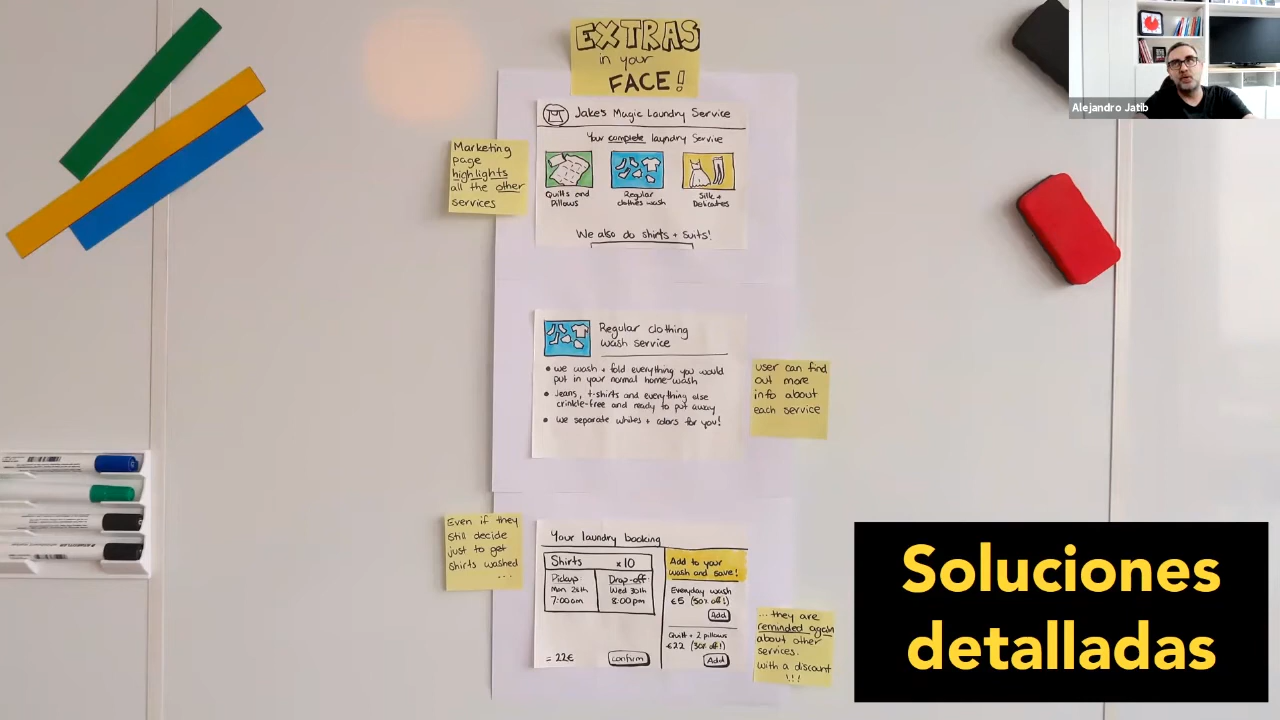 EXTRAS
in your
FACE!
Alejandro Jatib
Jake's Magic Laundry Service
Your complete laundry service
Quilts and
Pillows
Regular
clothes wash
Silk +
Delicates
We also do shirts + suits!
Marketing
page
highlights
all the other
services
Regular clothing
wash service
• we wash + fold everything you would
put in your normal home wash
• Jeans, t-shirts and everything else
crinkle-free and ready to put away
• we separate whites + colors for you!
user can find
out more
info about
each service
Even if they
still decide
just to get
shirts washed
...
Your laundry booking
Shirts x10
Pickup
Mon 28th
7:00am
Drop-off
Wed 30th
8:00pm
= 22€
confirm
Add to your
wash and save!
Everyday wash
€5 (50% off!)
Add
Quilt + 2 pillows
€22 (30% off!)
Add
... they are
reminded again
about other
services.
with a discount
!!!
Soluciones
detalladas